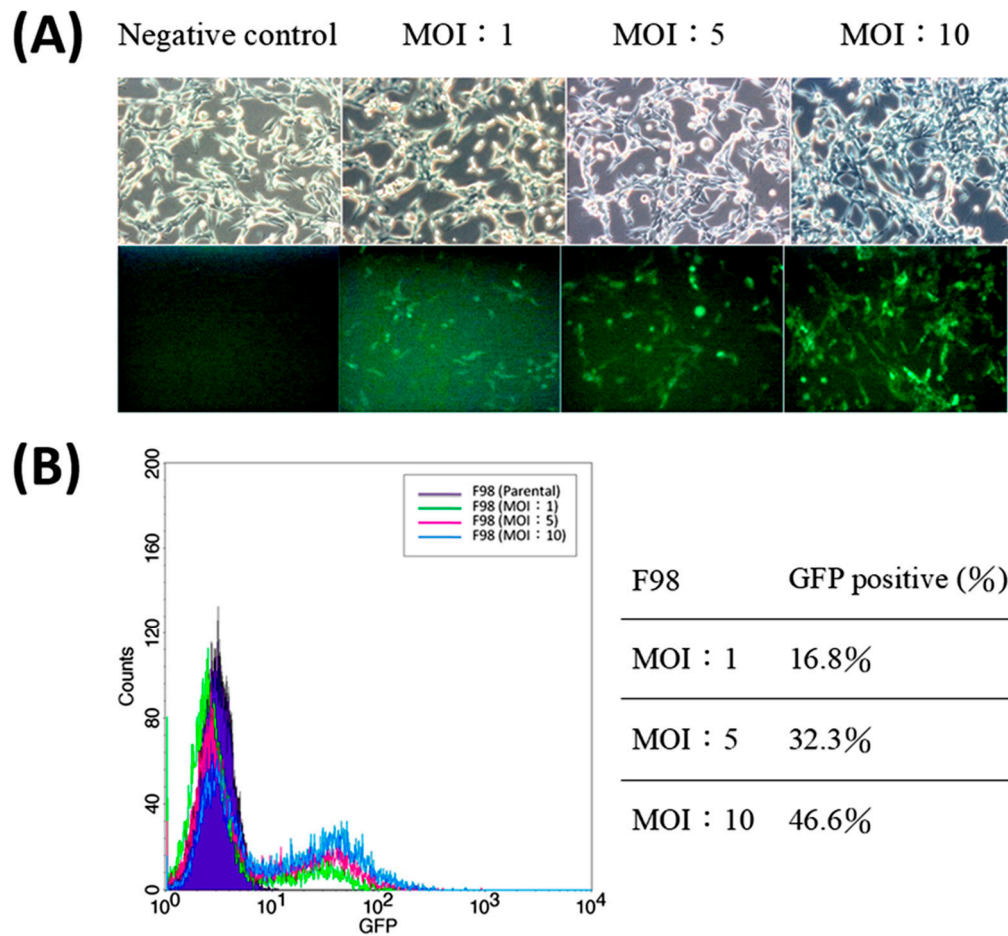 (A)
Negative control MOI：1 MOI：5 MOI：10
(B)
200
160
120
80
40
0
Counts
F98 (Parental)
F98 (MOI：1)
F98 (MOI：5)
F98 (MOI：10)
10⁰ 10¹ 10² 10³ 10⁴
GFP
F98 GFP positive (%)
MOI：1 16.8%
MOI：5 32.3%
MOI：10 46.6%